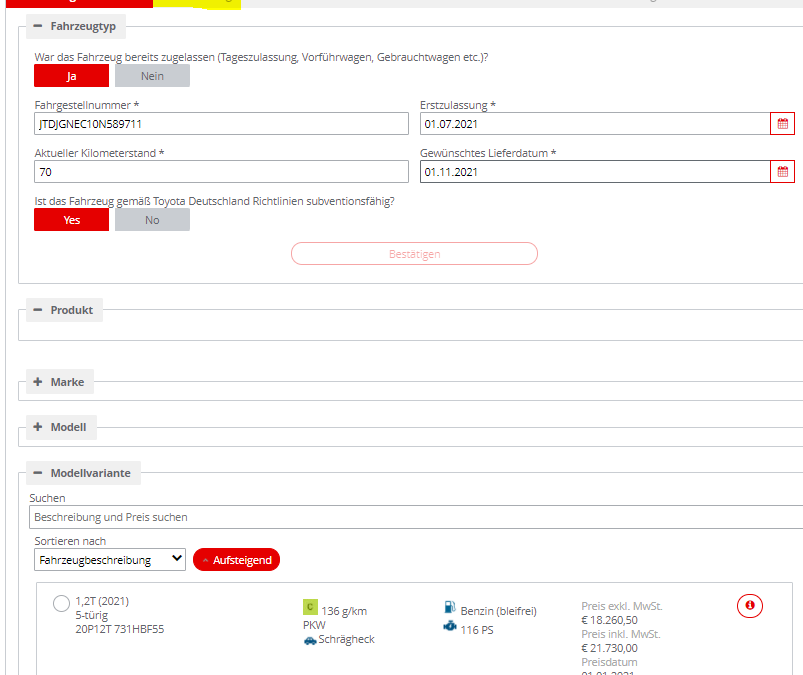 Fahrzeugtyp
War das Fahrzeug bereits zugelassen (Tageszulassung, Vorführwagen, Gebrauchtwagen etc.)?
Ja Nein
Fahrgestellnummer * Erstzulassung *
JTDJGNEC10N589711 01.07.2021
Aktueller Kilometerstand * Gewünschtes Lieferdatum *
70 01.11.2021
Ist das Fahrzeug gemäß Toyota Deutschland Richtlinien subventionsfähig?
Yes No
Bestätigen
Produkt
Marke
Modell
Modellvariante
Suchen
Beschreibung und Preis suchen
Sortieren nach
Fahrzeugbeschreibung Aufsteigend
1,2T (2021)
5-türig
20P12T 731HBF55
C 136 g/km
PKW
Schrägheck
Benzin (bleifrei)
116 PS
Preis exkl. MwSt.
€ 18.260,50
Preis inkl. MwSt.
€ 21.730,00
Preisdatum
01.01.2021